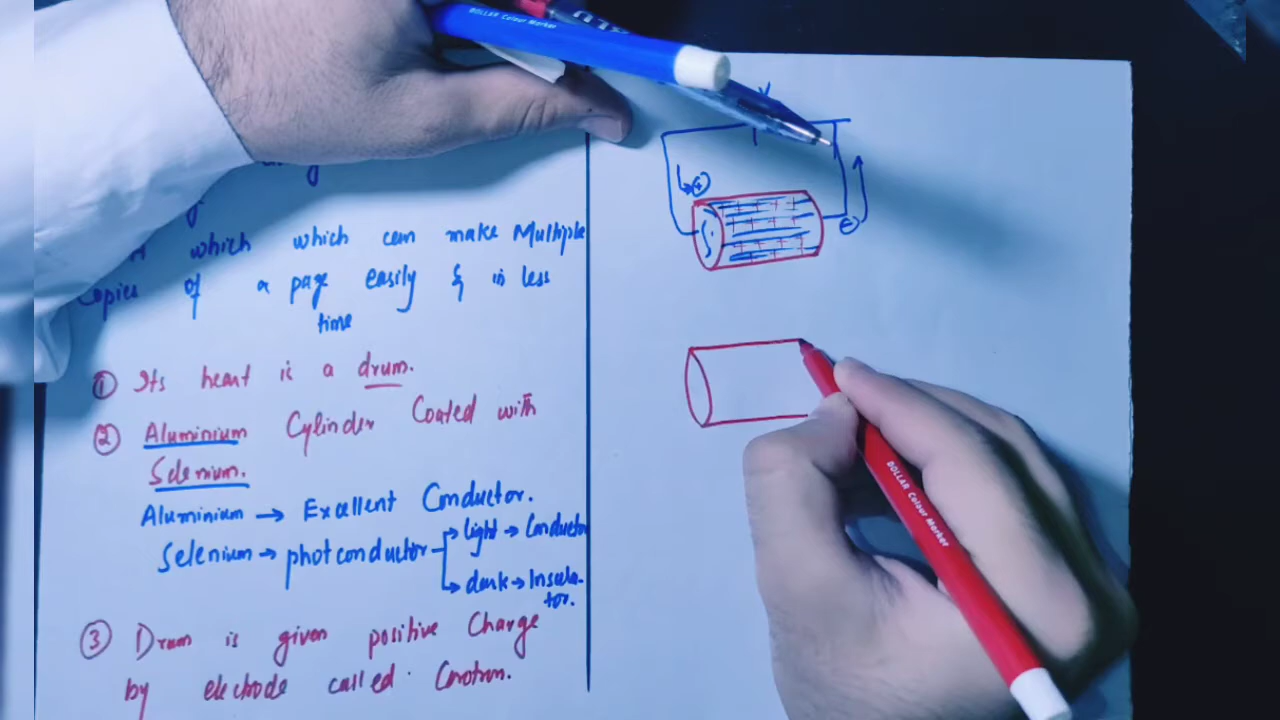 which which can make Multiple
Copies of a page easily & in less
time
① Its heart is a drum.
② Aluminium Cylinder Coated with
Selenium.
Aluminium → Excellent Conductor.
Selenium → photconductor → light → Conductor
→ dark → Insula-
tor.
③ Drum is given positive Charge
by electrode called
V
+
-
DOLLAR Colour Marker
DOLLAR Colour Marker